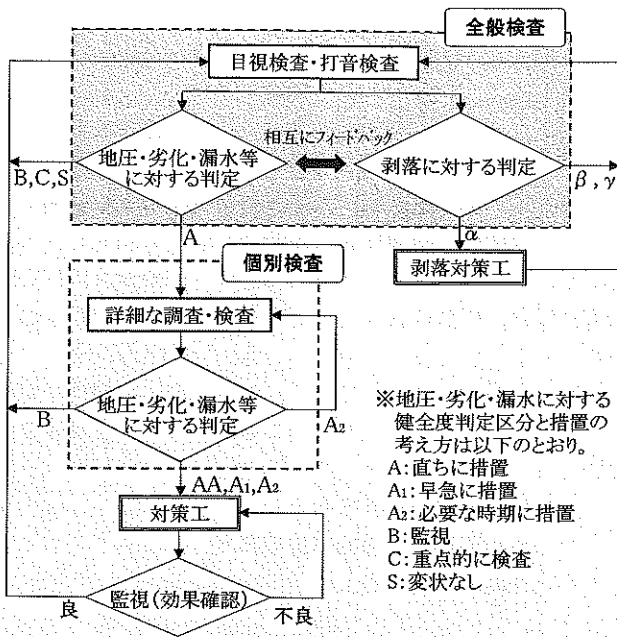 全般検査
目視検査・打音検査
地圧・劣化・漏水等
に対する判定
相互にフィードバック
剥落に対する判定
B,C,S
β,γ
A
α
剥落対策工
個別検査
詳細な調査・検査
地圧・劣化・漏水等
に対する判定
B
A₂
AA,A₁,A₂
対策工
監視(効果確認)
良
不良
※地圧・劣化・漏水に対する
健全度判定区分と措置の
考え方は以下のとおり。
A:直ちに措置
A₁:早急に措置
A₂:必要な時期に措置
B:監視
C:重点的に検査
S:変状なし